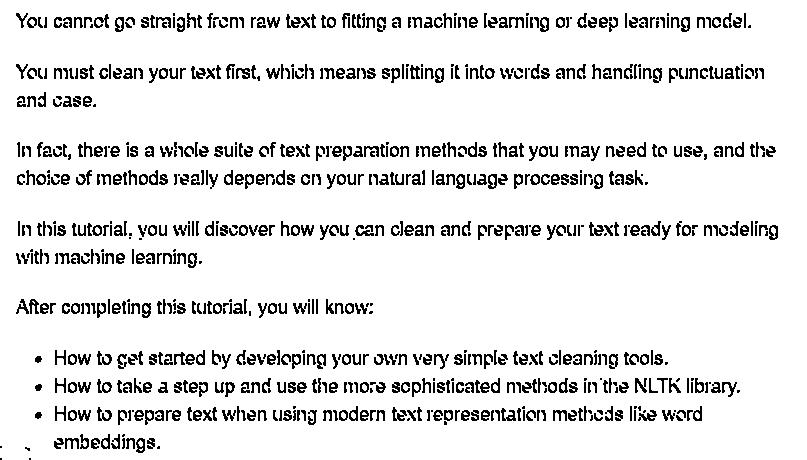 You cannot go straight from raw text to fitting a machine learning or deep learning model.
You must clean your text first, which means splitting it into words and handling punctuation
and case.
In fact, there is a whole suite of text preparation methods that you may need to use, and the
choice of methods really depends on your natural language processing task.
In this tutorial, you will discover how you can clean and prepare your text ready for modeling
with machine learning.
After completing this tutorial, you will know:
• How to get started by developing your own very simple text cleaning tools.
• How to take a step up and use the more sophisticated methods in the NLTK library.
• How to prepare text when using modern text representation methods like word
embeddings.